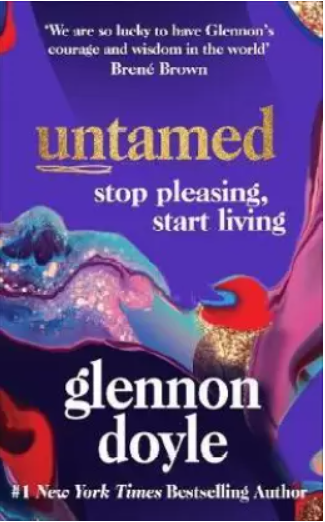 'We are so lucky to have Glennon's
courage and wisdom in the world'
Brené Brown
untamed
stop pleasing,
start living
glennon
doyle
#1 New York Times Bestselling Author